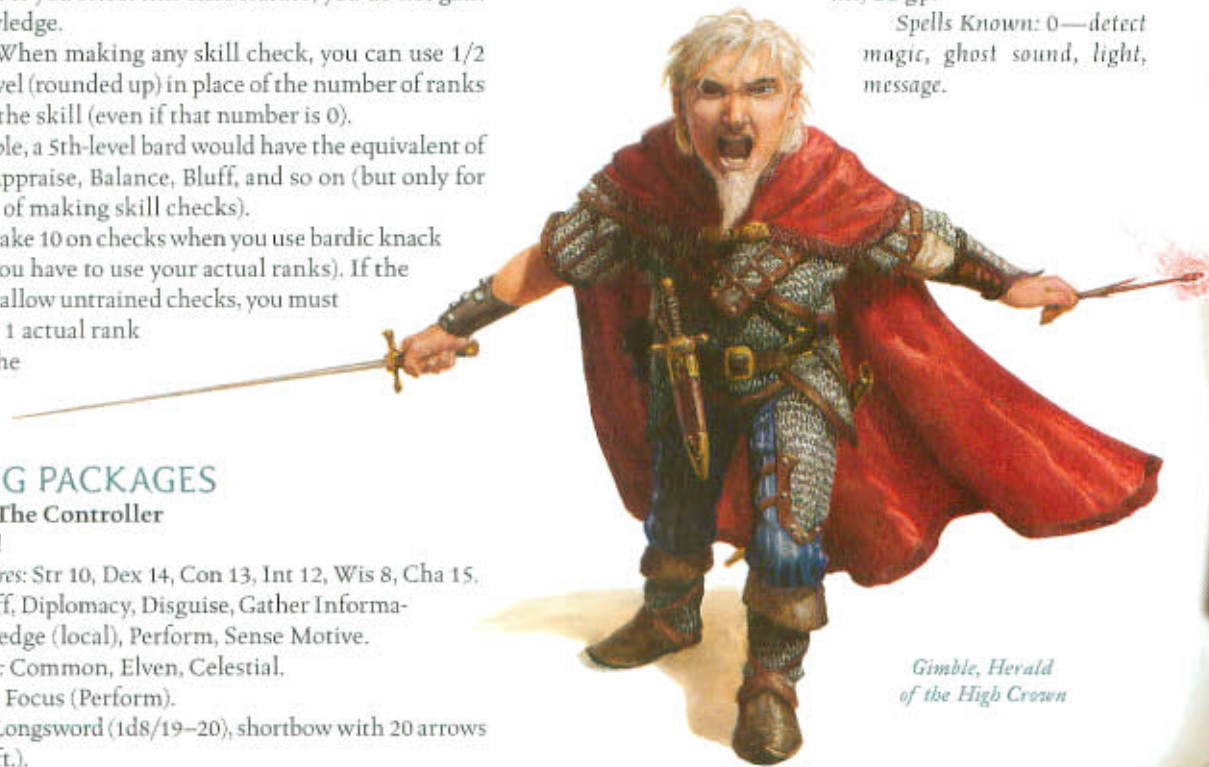 wledge.
When making any skill check, you can use 1/2
vel (rounded up) in place of the number of ranks
the skill (even if that number is 0).
ple, a 5th-level bard would have the equivalent of
Appraise, Balance, Bluff, and so on (but only for
of making skill checks).
ake 10 on checks when you use bardic knack
ou have to use your actual ranks). If the
allow untrained checks, you must
1 actual rank
he
G PACKAGES
The Controller
res: Str 10, Dex 14, Con 13, Int 12, Wis 8, Cha 15.
ff, Diplomacy, Disguise, Gather Informa-
edge (local), Perform, Sense Motive.
: Common, Elven, Celestial.
Focus (Perform).
Longsword (1d8/19–20), shortbow with 20 arrows
ft.).
Spells Known: 0—detect
magic, ghost sound, light,
message.
Gimble, Herald
of the High Crown